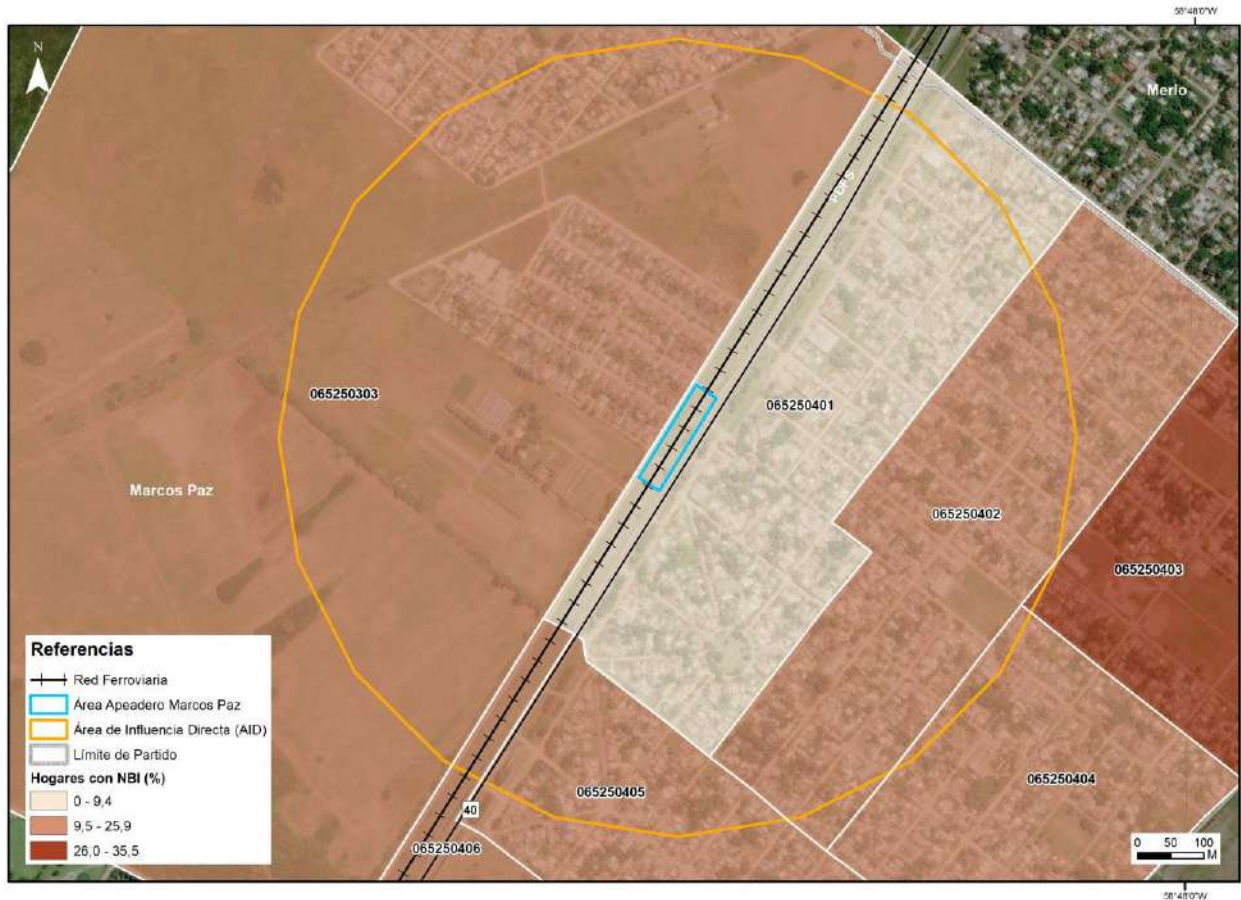 58°48'0"W
N
Merlo
065250303
065250401
Marcos Paz
065250402
065250403
065250404
065250405
40
065250406
Referencias
Red Ferroviaria
Área Apeadero Marcos Paz
Área de Influencia Directa (AID)
Límite de Partido
Hogares con NBI (%)
0 - 9,4
9,5 - 25,9
26,0 - 35,5
0 50 100
M
58°48'0"W